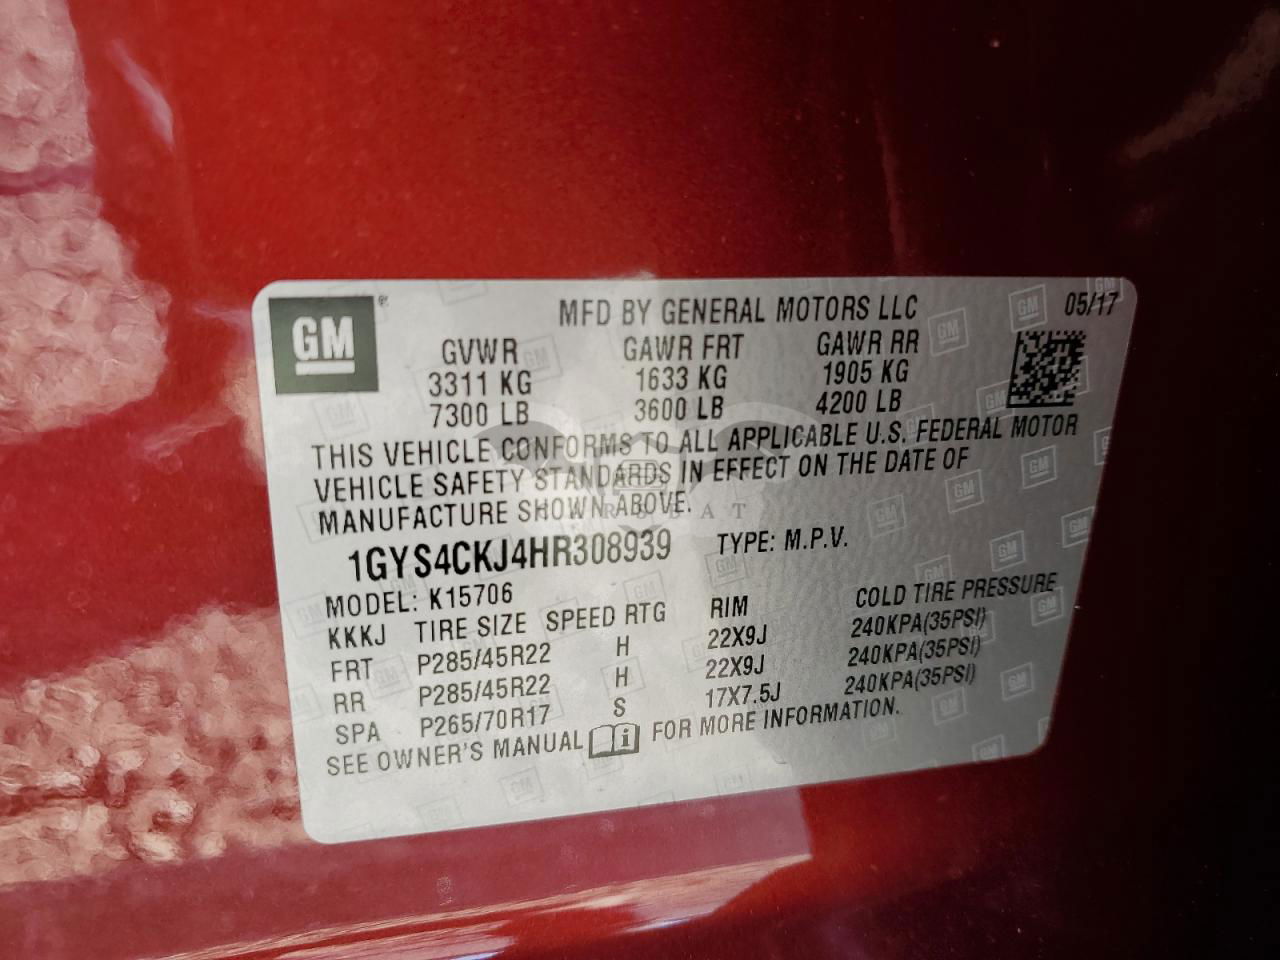 GM
MFD BY GENERAL MOTORS LLC 05/17
GVWR GAWR FRT GAWR RR
3311 KG 1633 KG 1905 KG
7300 LB 3600 LB 4200 LB
THIS VEHICLE CONFORMS TO ALL APPLICABLE U.S. FEDERAL MOTOR
VEHICLE SAFETY STANDARDS IN EFFECT ON THE DATE OF
MANUFACTURE SHOWN ABOVE.
1GYS4CKJ4HR308939 TYPE: M.P.V.
MODEL: K15706
KKKJ TIRE SIZE SPEED RTG RIM COLD TIRE PRESSURE
FRT P285/45R22 H 22X9J 240KPA(35PSI)
RR P285/45R22 H 22X9J 240KPA(35PSI)
SPA P265/70R17 S 17X7.5J 240KPA(35PSI)
SEE OWNER'S MANUAL FOR MORE INFORMATION.